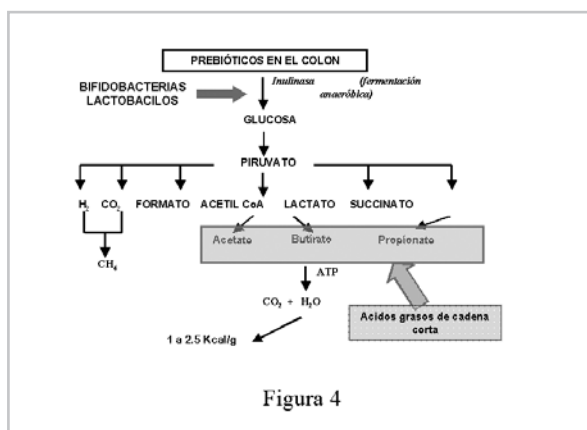 PREBIÓTICOS EN EL COLON
BIFIDOBACTERIAS
LACTOBACILOS
Inulinasa (fermentación
anaeróbica)
GLUCOSA
PIRUVATO
H₂ CO₂ FORMATO ACETIL CoA LACTATO SUCCINATO
Acetato Butirato Propionato
CH₄
ATP
CO₂ + H₂O
Acidos grasos de cadena
corta
1 a 2.5 Kcal/g
Figura 4